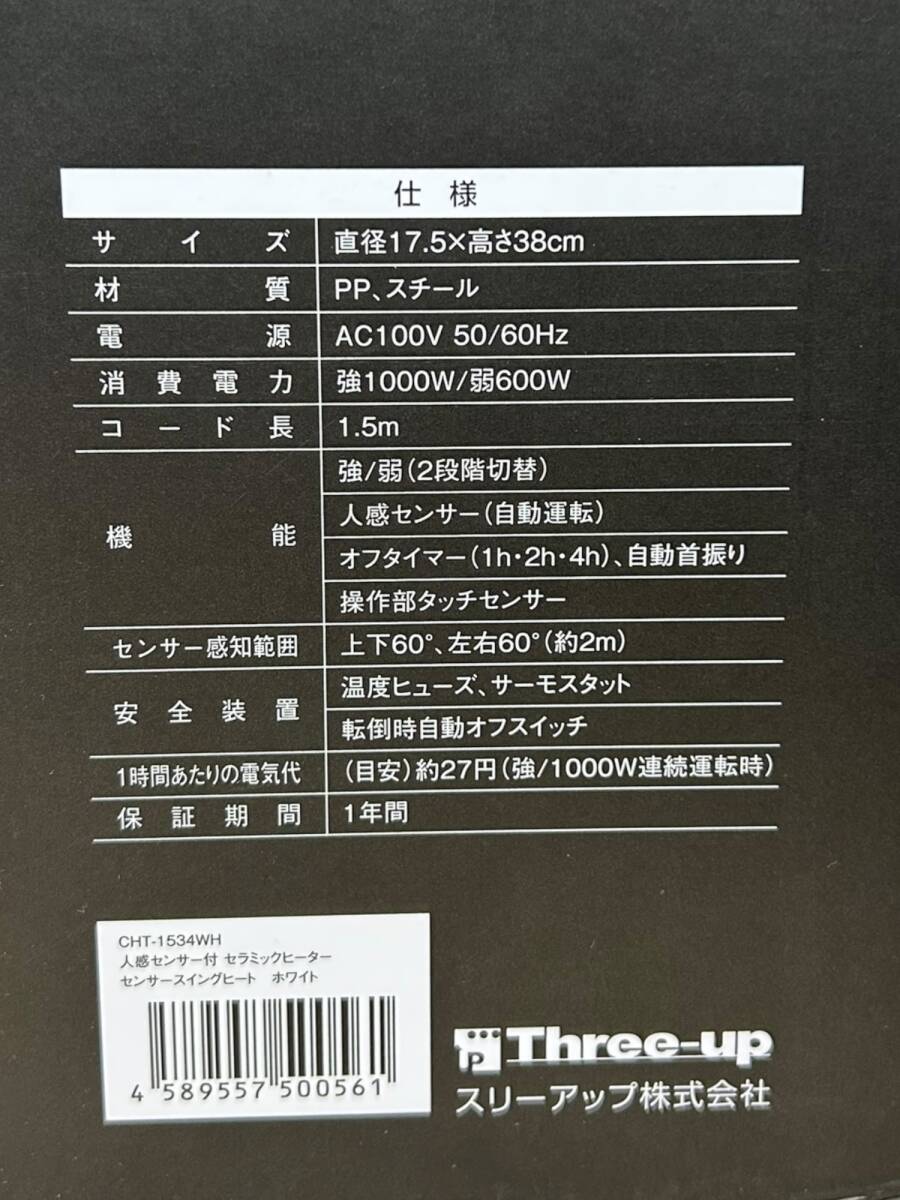 仕様
サイズ 直径17.5×高さ38cm
材質 PP、スチール
電源 AC100V 50/60Hz
消費電力 強1000W/弱600W
コード長 1.5m
機能 強/弱(2段階切替)
人感センサー(自動運転)
オフタイマー(1h・2h・4h)、自動首振り
操作部タッチセンサー
センサー感知範囲 上下60°、左右60°(約2m)
安全装置 温度ヒューズ、サーモスタット
転倒時自動オフスイッチ
1時間あたりの電気代 (目安)約27円(強/1000W連続運転時)
保証期間 1年間
CHT-1534WH
人感センサー付 セラミックヒーター
センサースイングヒート ホワイト
4 589557 500561
P Three-up
スリーアップ株式会社